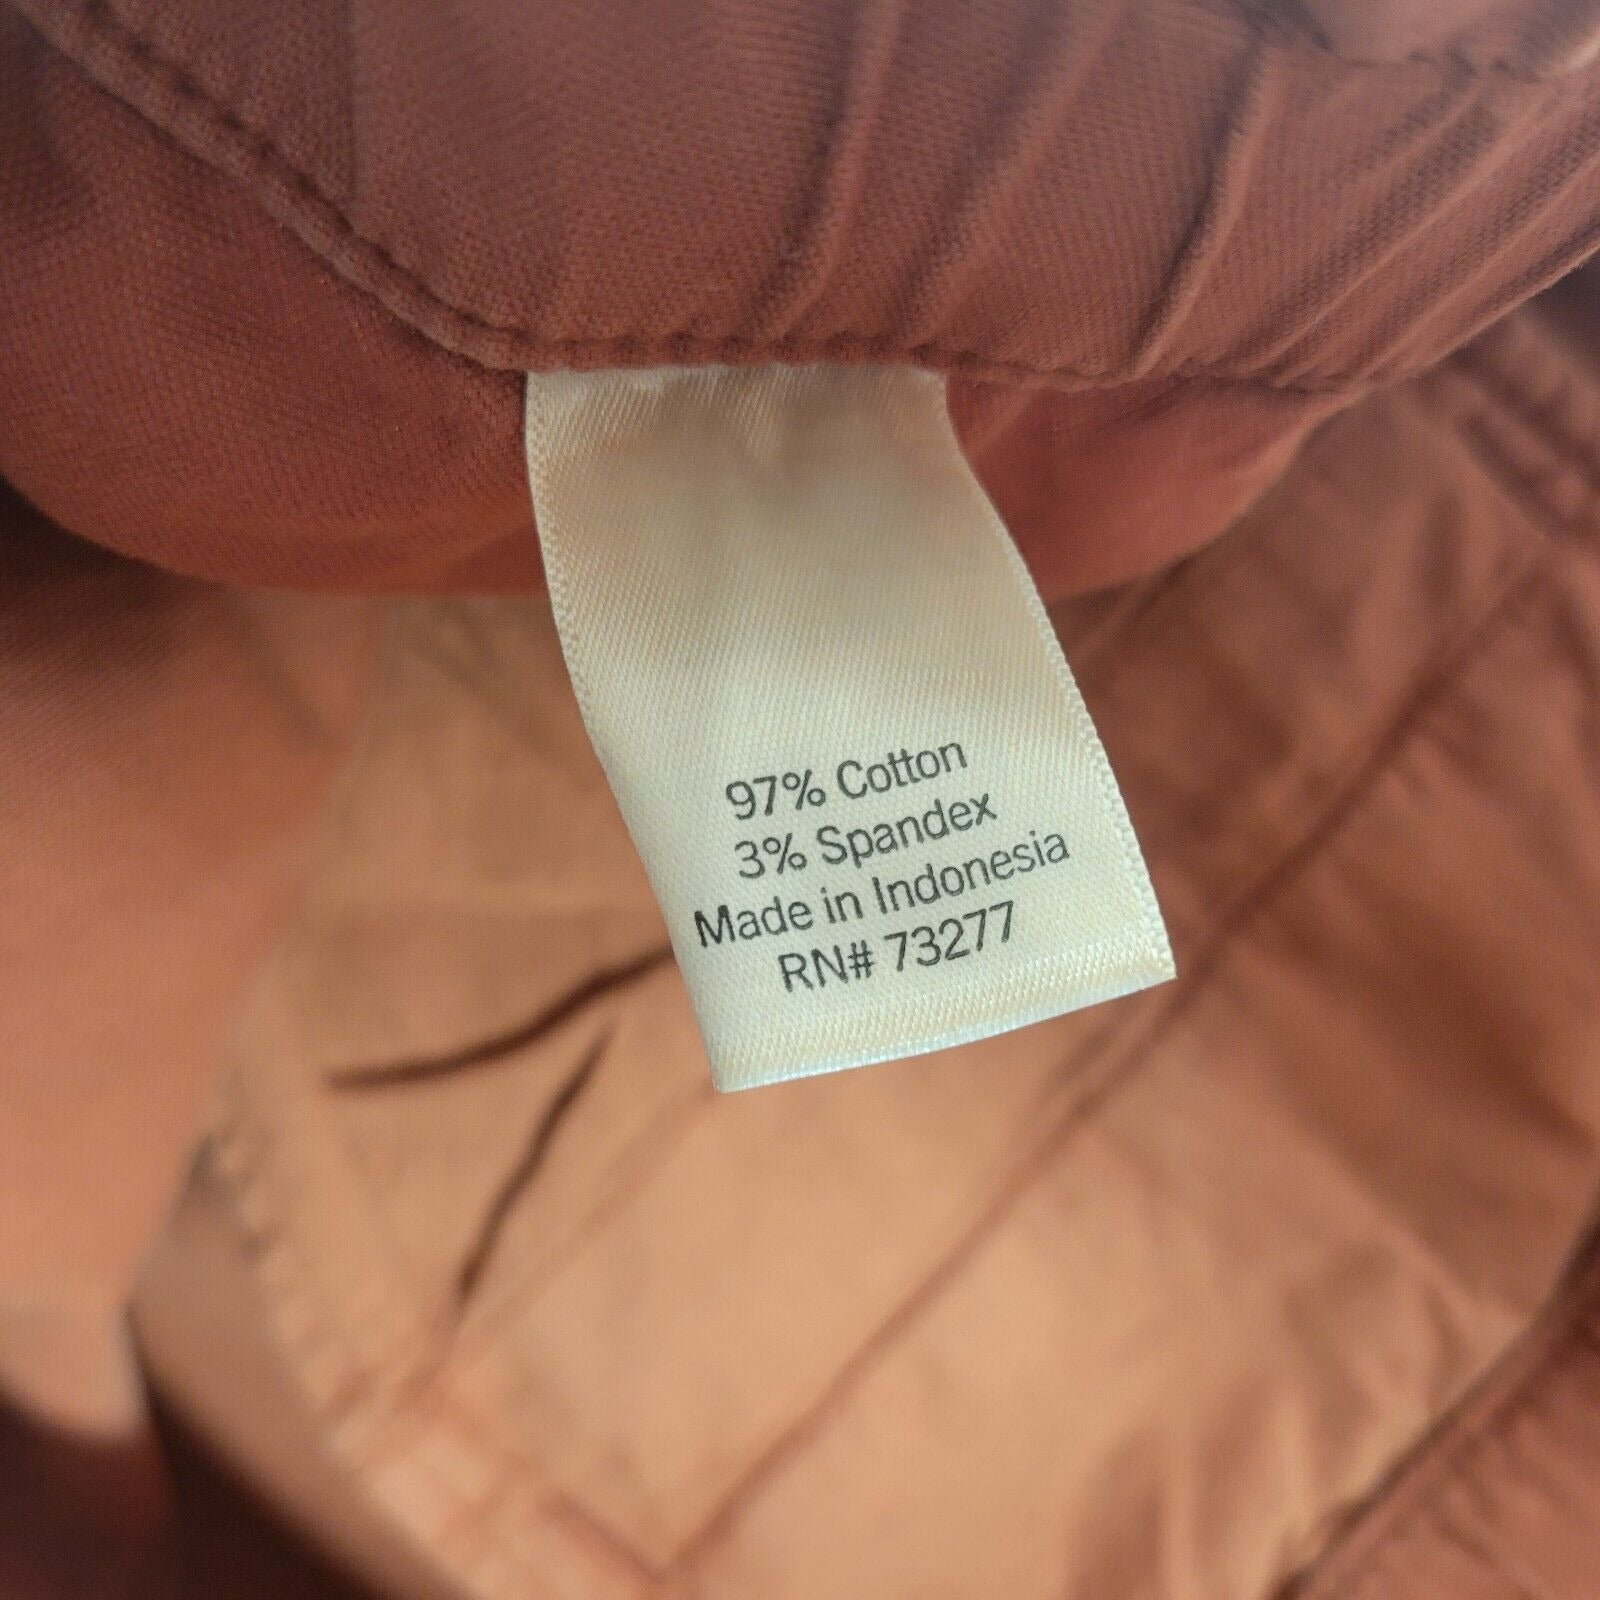 97% Cotton
3% Spandex
Made in Indonesia
RN# 73277